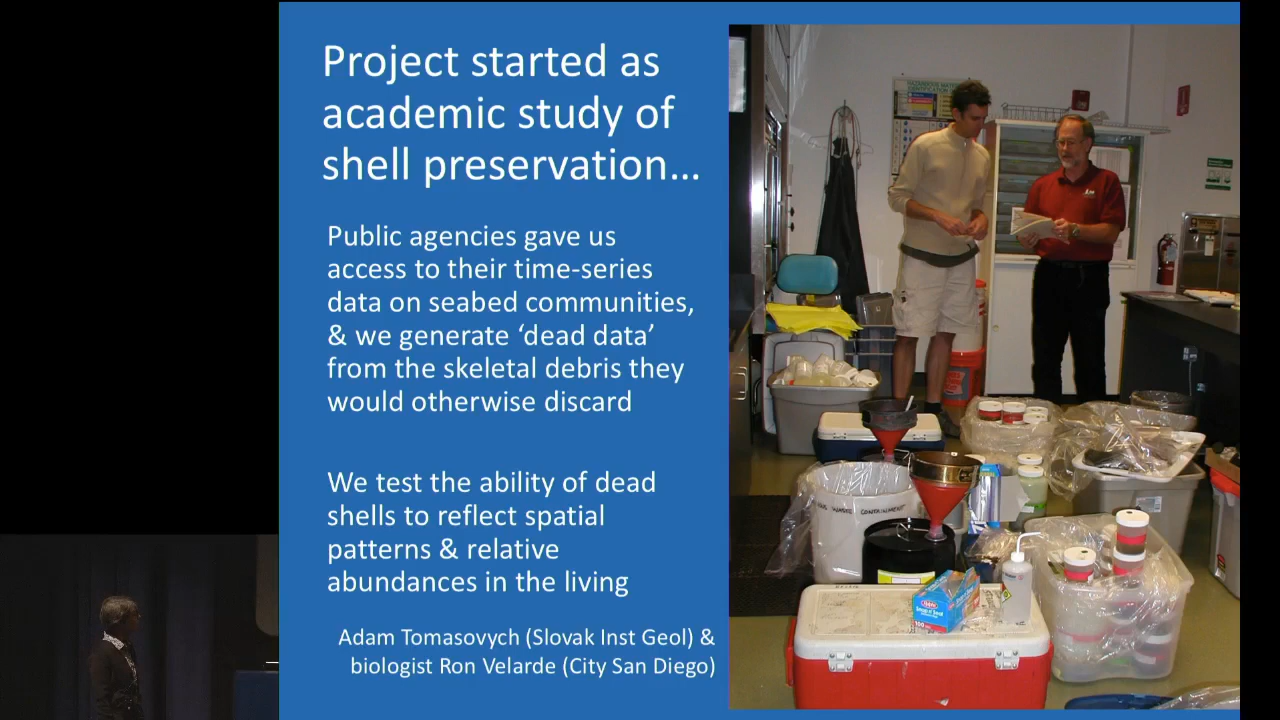 Project started as
academic study of
shell preservation…
Public agencies gave us
access to their time-series
data on seabed communities,
& we generate ‘dead data’
from the skeletal debris they
would otherwise discard
We test the ability of dead
shells to reflect spatial
patterns & relative
abundances in the living
Adam Tomasovych (Slovak Inst Geol) &
biologist Ron Velarde (City San Diego)